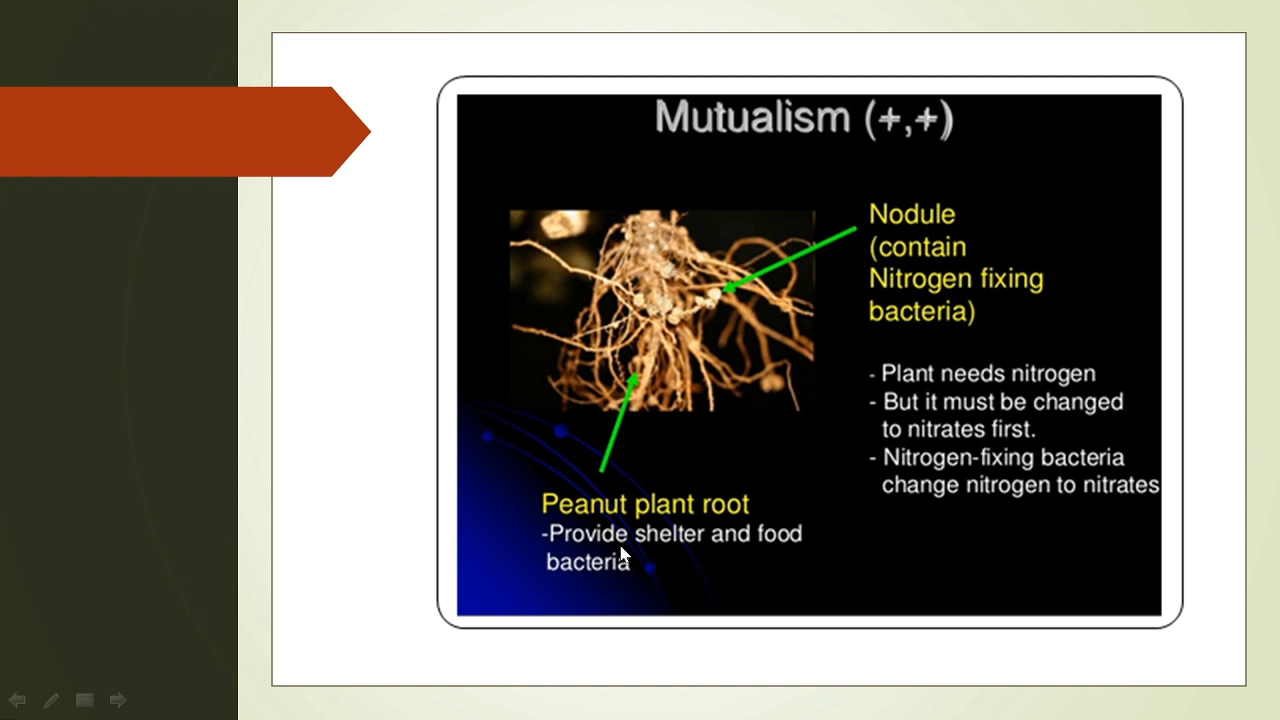 Mutualism (+,+)
Nodule
(contain
Nitrogen fixing
bacteria)
- Plant needs nitrogen
- But it must be changed
to nitrates first.
- Nitrogen-fixing bacteria
change nitrogen to nitrates
Peanut plant root
-Provide shelter and food
bacteria